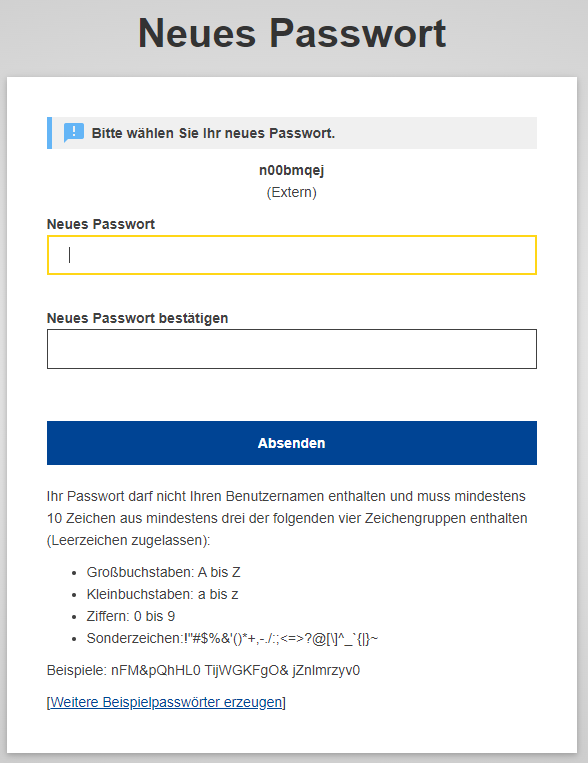 Neues Passwort
Bitte wählen Sie Ihr neues Passwort.
n00bmqej
(Extern)
Neues Passwort
Neues Passwort bestätigen
Absenden
Ihr Passwort darf nicht Ihren Benutzernamen enthalten und muss mindestens
10 Zeichen aus mindestens drei der folgenden vier Zeichengruppen enthalten
(Leerzeichen zugelassen):
• Großbuchstaben: A bis Z
• Kleinbuchstaben: a bis z
• Ziffern: 0 bis 9
• Sonderzeichen:!"#$%&'()*+,-./:;<=>?@[\]^_`{|}~
Beispiele: nFM&pQhHL0 TijWGKFgO& jZnlmrzyv0
[Weitere Beispielpasswörter erzeugen]